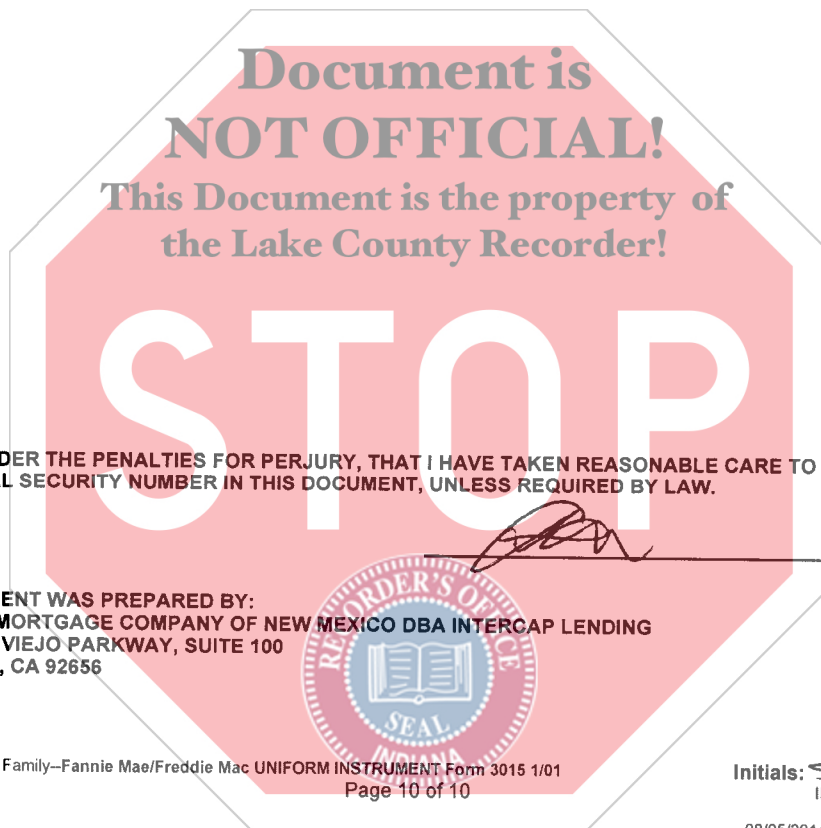 Document is
NOT OFFICIAL!
This Document is the property of
the Lake County Recorder!
STOP
DER THE PENALTIES FOR PERJURY, THAT I HAVE TAKEN REASONABLE CARE TO
L SECURITY NUMBER IN THIS DOCUMENT, UNLESS REQUIRED BY LAW.
ENT WAS PREPARED BY:
MORTGAGE COMPANY OF NEW MEXICO DBA INTERCAP LENDING
VIEJO PARKWAY, SUITE 100
, CA 92656
RECORDER'S OFFICE
SEAL
INDIANA
Family--Fannie Mae/Freddie Mac UNIFORM INSTRUMENT Form 3015 1/01
Page 10 of 10
Initials: